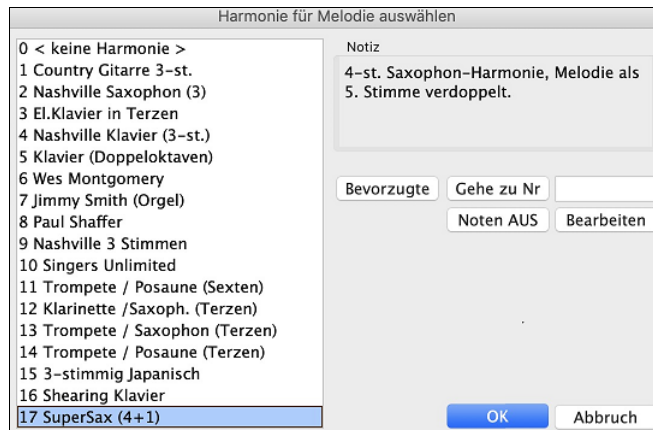 Harmonie für Melodie auswählen
0 < keine Harmonie >
1 Country Gitarre 3-st.
2 Nashville Saxophon (3)
3 El.Klavier in Terzen
4 Nashville Klavier (3-st.)
5 Klavier (Doppeloktaven)
6 Wes Montgomery
7 Jimmy Smith (Orgel)
8 Paul Shaffer
9 Nashville 3 Stimmen
10 Singers Unlimited
11 Trompete / Posaune (Sexten)
12 Klarinette /Saxoph. (Terzen)
13 Trompete / Saxophon (Terzen)
14 Trompete / Posaune (Terzen)
15 3-stimmig Japanisch
16 Shearing Klavier
17 SuperSax (4+1)
Notiz
4-st. Saxophon-Harmonie, Melodie als
5. Stimme verdoppelt.
Bevorzugte Gehe zu Nr
Noten AUS Bearbeiten
OK Abbruch